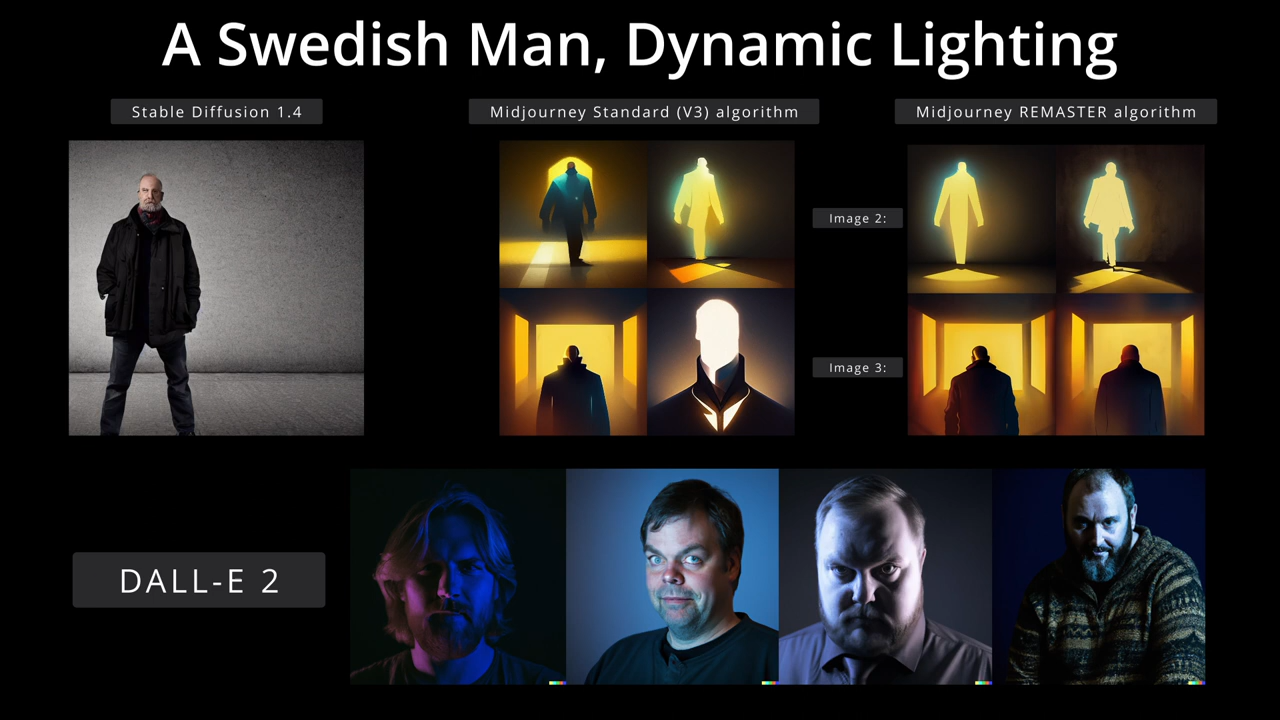 A Swedish Man, Dynamic Lighting
Stable Diffusion 1.4
Midjourney Standard (V3) algorithm
Midjourney REMASTER algorithm
Image 2:
Image 3:
DALL-E 2